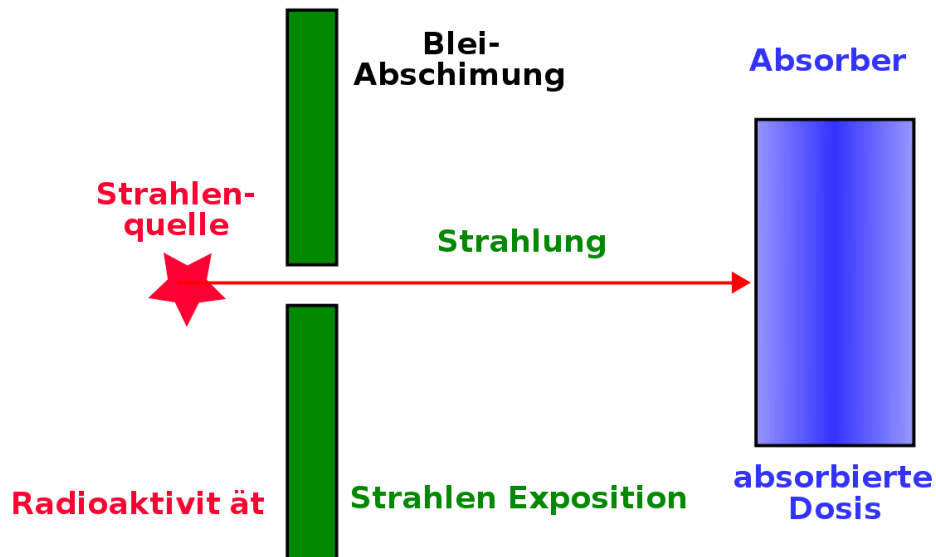 Blei-
Abschimung
Absorber
Strahlen-
quelle
Strahlung
Radioaktivit ät
Strahlen Exposition
absorbierte
Dosis